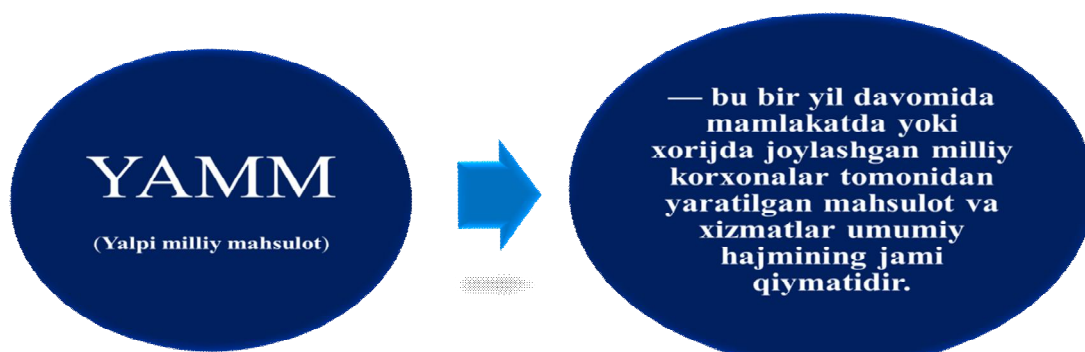 YAMM
(Yalpi milliy mahsulot)
— bu bir yil davomida
mamlakatda yoki
xorijda joylashgan milliy
korxonalar tomonidan
yaratilgan mahsulot va
xizmatlar umumiy
hajmining jami
qiymatidir.